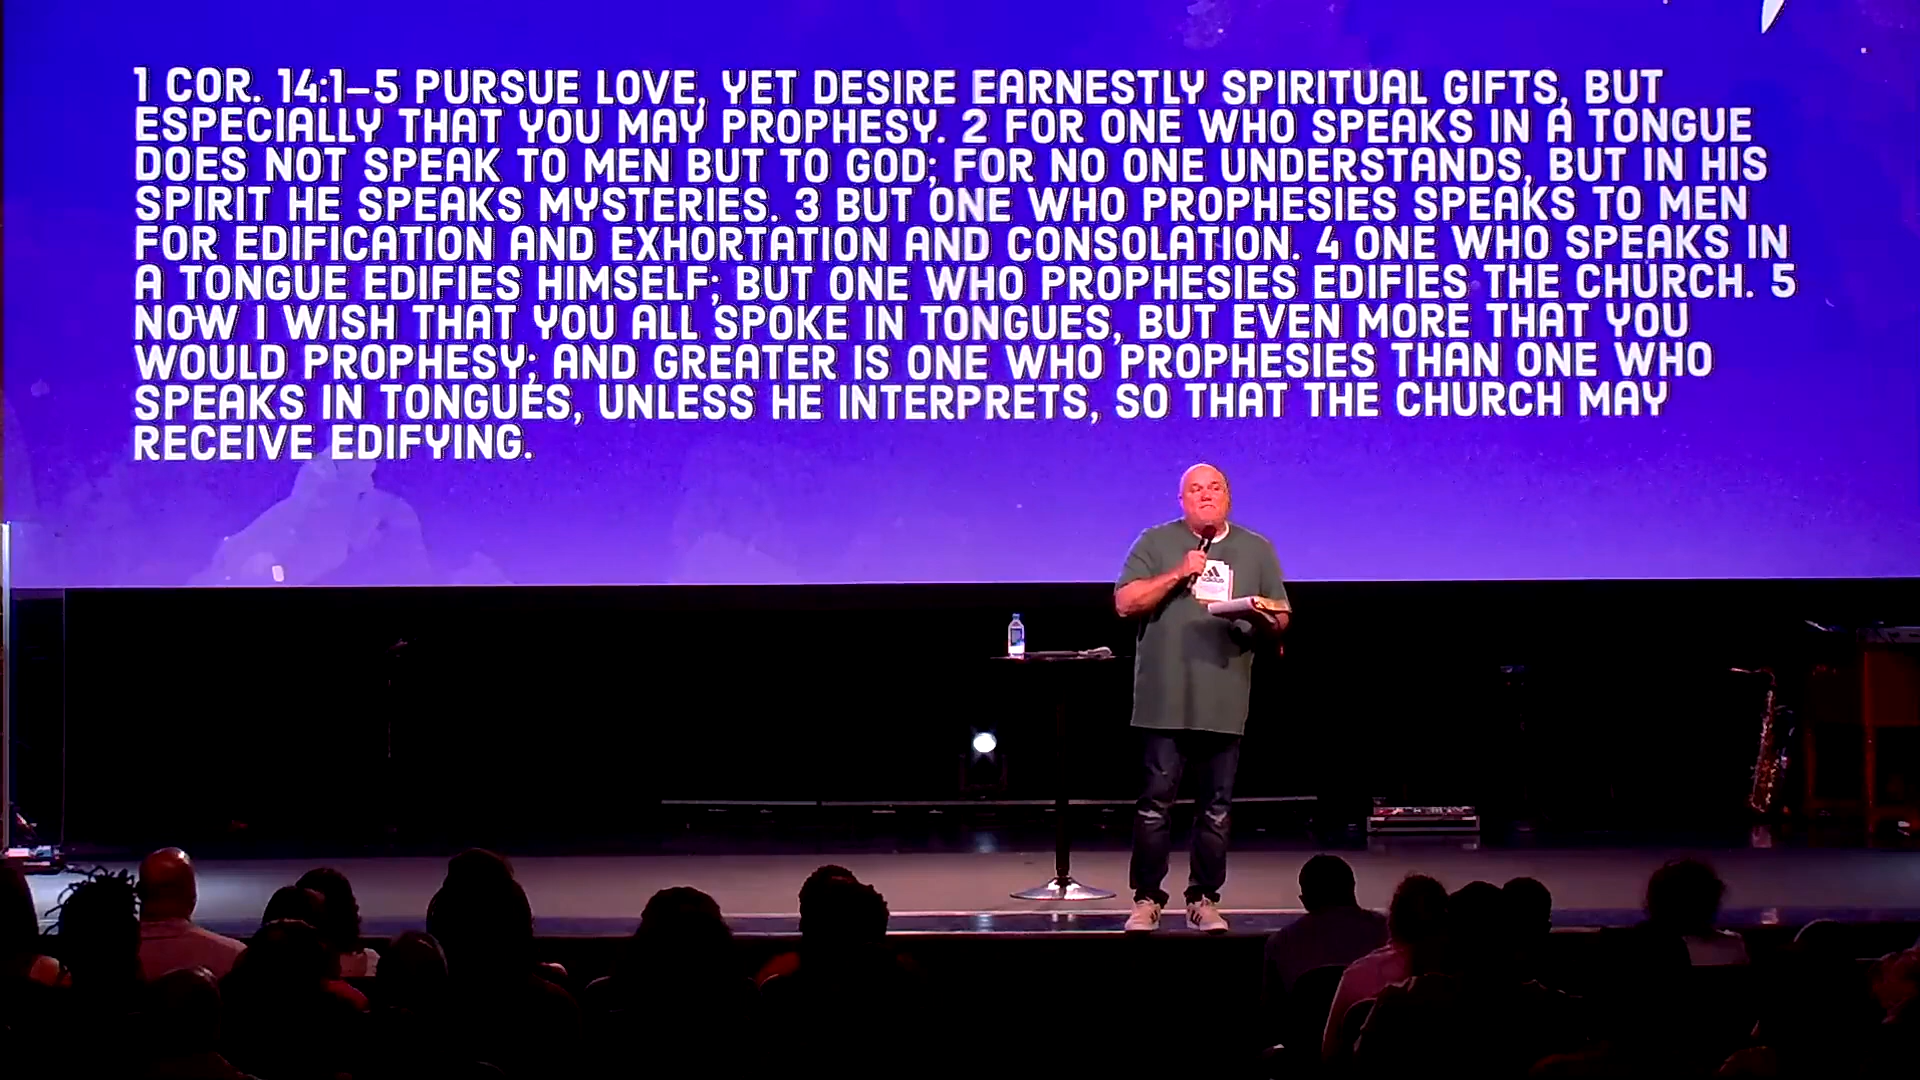 1 COR. 14:1–5 PURSUE LOVE, YET DESIRE EARNESTLY SPIRITUAL GIFTS, BUT
ESPECIALLY THAT YOU MAY PROPHESY. 2 FOR ONE WHO SPEAKS IN A TONGUE
DOES NOT SPEAK TO MEN BUT TO GOD; FOR NO ONE UNDERSTANDS, BUT IN HIS
SPIRIT HE SPEAKS MYSTERIES. 3 BUT ONE WHO PROPHESIES SPEAKS TO MEN
FOR EDIFICATION AND EXHORTATION AND CONSOLATION. 4 ONE WHO SPEAKS IN
A TONGUE EDIFIES HIMSELF; BUT ONE WHO PROPHESIES EDIFIES THE CHURCH. 5
NOW I WISH THAT YOU ALL SPOKE IN TONGUES, BUT EVEN MORE THAT YOU
WOULD PROPHESY; AND GREATER IS ONE WHO PROPHESIES THAN ONE WHO
SPEAKS IN TONGUES, UNLESS HE INTERPRETS, SO THAT THE CHURCH MAY
RECEIVE EDIFYING.
adidas